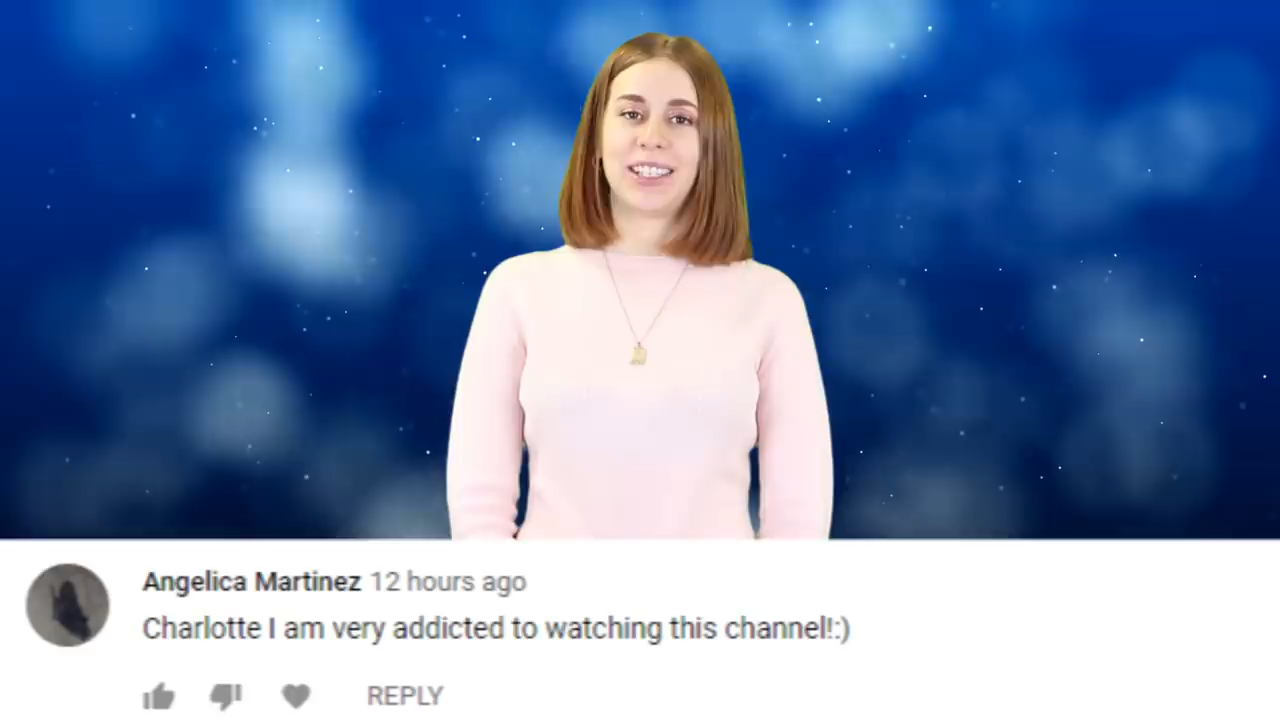 Angelica Martinez 12 hours ago
Charlotte I am very addicted to watching this channel!:)
REPLY